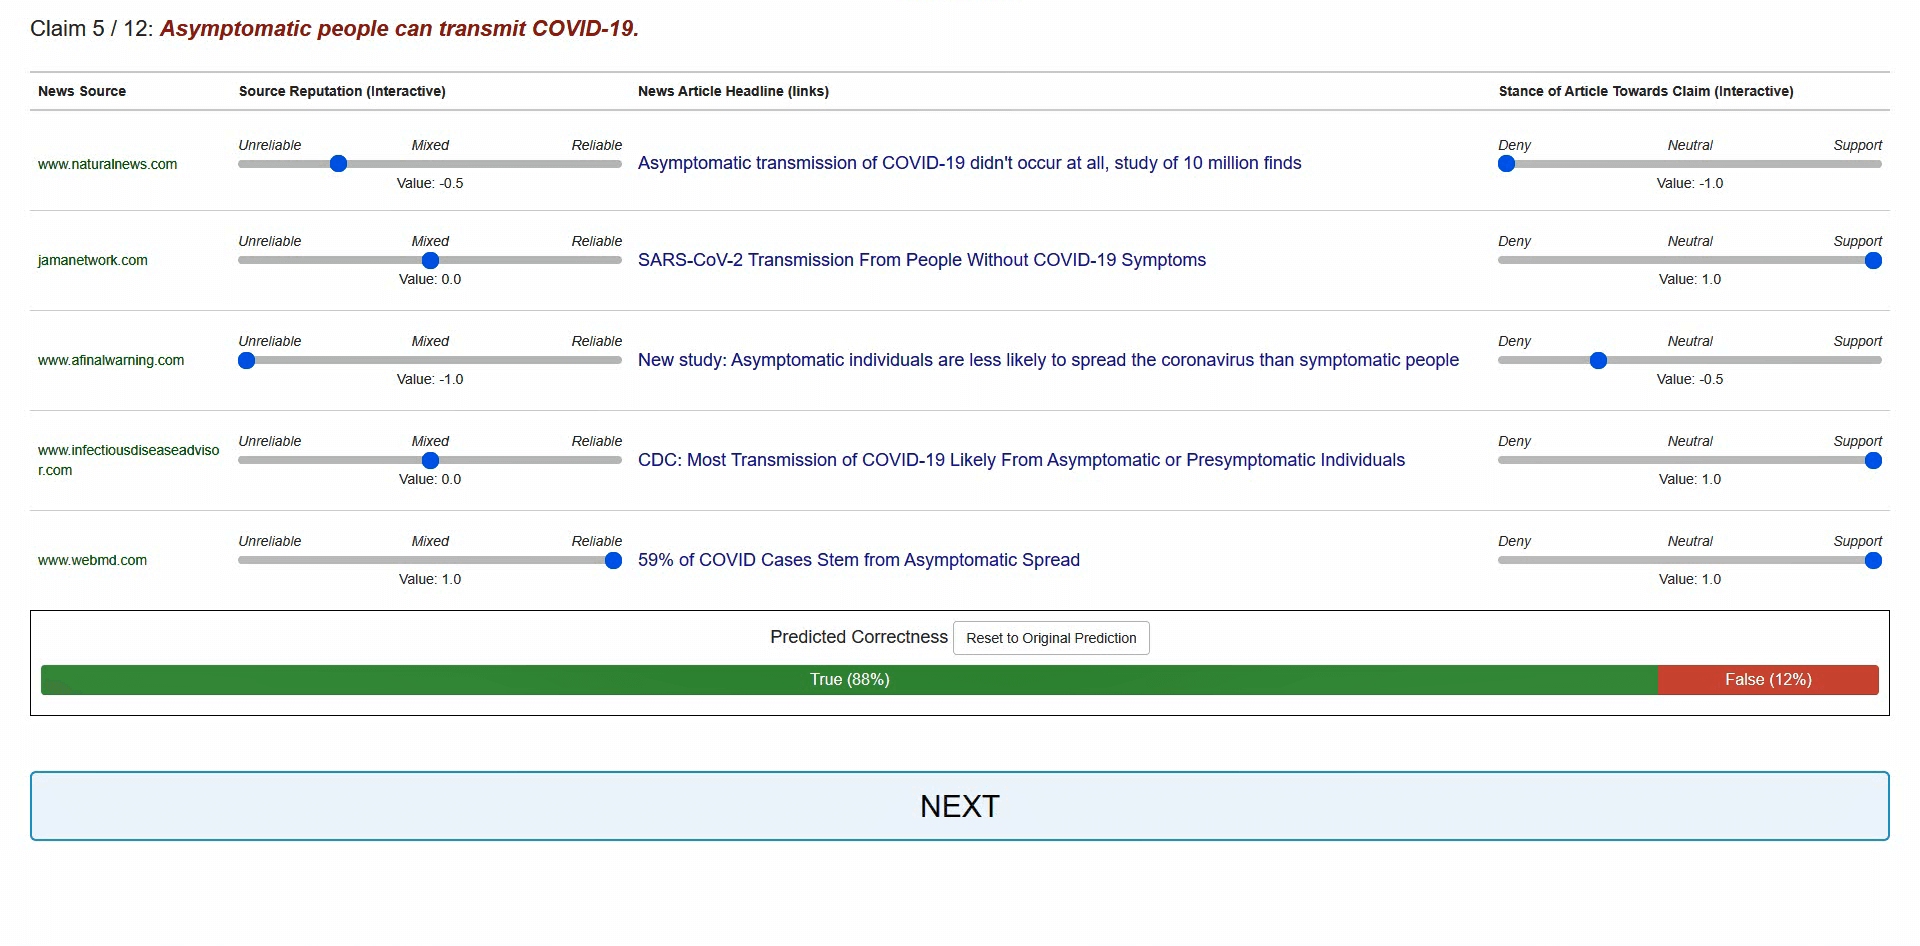 Claim 5 / 12: Asymptomatic people can transmit COVID-19.
News Source Source Reputation (Interactive) News Article Headline (links) Stance of Article Towards Claim (Interactive)
Unreliable Mixed Reliable Deny Neutral Support
www.naturalnews.com Asymptomatic transmission of COVID-19 didn't occur at all, study of 10 million finds
Value: -0.5 Value: -1.0
Unreliable Mixed Reliable Deny Neutral Support
jamanetwork.com SARS-CoV-2 Transmission From People Without COVID-19 Symptoms
Value: 0.0 Value: 1.0
Unreliable Mixed Reliable Deny Neutral Support
www.afinalwarning.com New study: Asymptomatic individuals are less likely to spread the coronavirus than symptomatic people
Value: -1.0 Value: -0.5
Unreliable Mixed Reliable Deny Neutral Support
www.infectiousdiseaseadviso
r.com CDC: Most Transmission of COVID-19 Likely From Asymptomatic or Presymptomatic Individuals
Value: 0.0 Value: 1.0
Unreliable Mixed Reliable Deny Neutral Support
www.webmd.com 59% of COVID Cases Stem from Asymptomatic Spread
Value: 1.0 Value: 1.0
Predicted Correctness Reset to Original Prediction
True (88%) False (12%)
NEXT